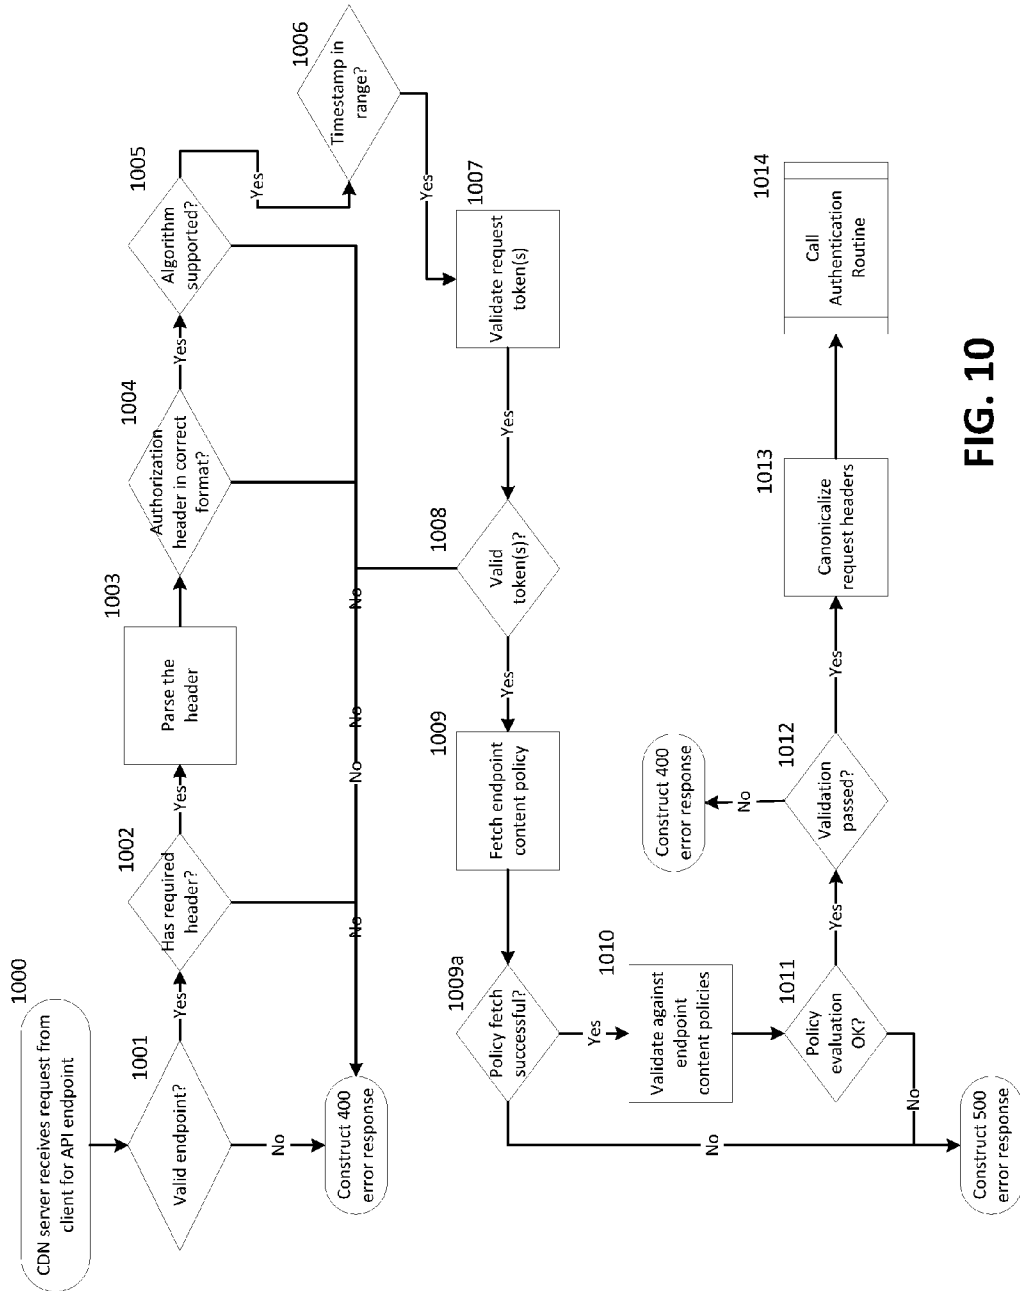 1000
CDN server receives request from
client for API endpoint
1001
Valid endpoint?
Yes
No
Construct 400
error response
1002
Has required
header?
Yes
No
1003
Parse the
header
1004
Authorization
header in correct
format?
Yes
No
1005
Algorithm
supported?
Yes
No
1006
Timestamp in
range?
Yes
1007
Validate request
token(s)
Yes
1008
Valid
token(s)?
No
Yes
1009
Fetch endpoint
content policy
1009a
Policy fetch
successful?
Yes
No
1010
Validate against
endpoint
content policies
1011
Policy
evaluation
OK?
Yes
No
Construct 500
error response
1012
Validation
passed?
No
Construct 400
error response
Yes
1013
Canonicalize
request headers
1014
Call
Authentication
Routine
FIG. 10